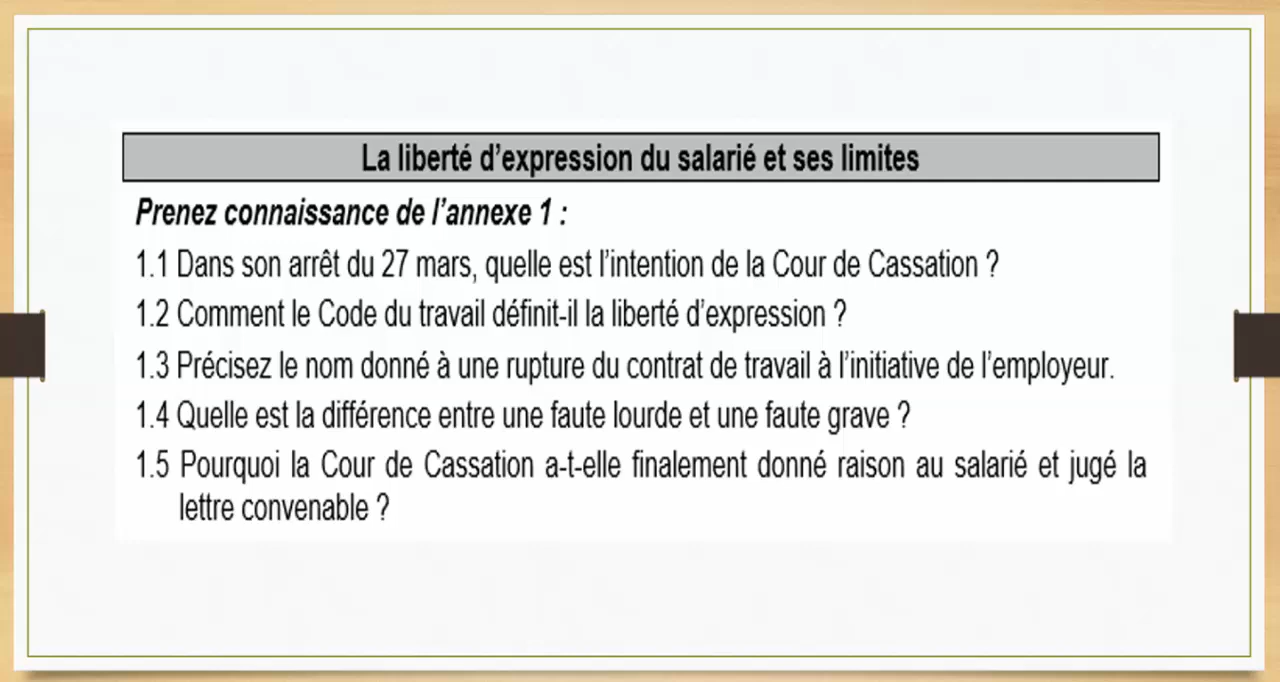 La liberté d’expression du salarié et ses limites
Prenez connaissance de l’annexe 1 :
1.1 Dans son arrêt du 27 mars, quelle est l’intention de la Cour de Cassation ?
1.2 Comment le Code du travail définit-il la liberté d’expression ?
1.3 Précisez le nom donné à une rupture du contrat de travail à l’initiative de l’employeur.
1.4 Quelle est la différence entre une faute lourde et une faute grave ?
1.5 Pourquoi la Cour de Cassation a-t-elle finalement donné raison au salarié et jugé la
lettre convenable ?